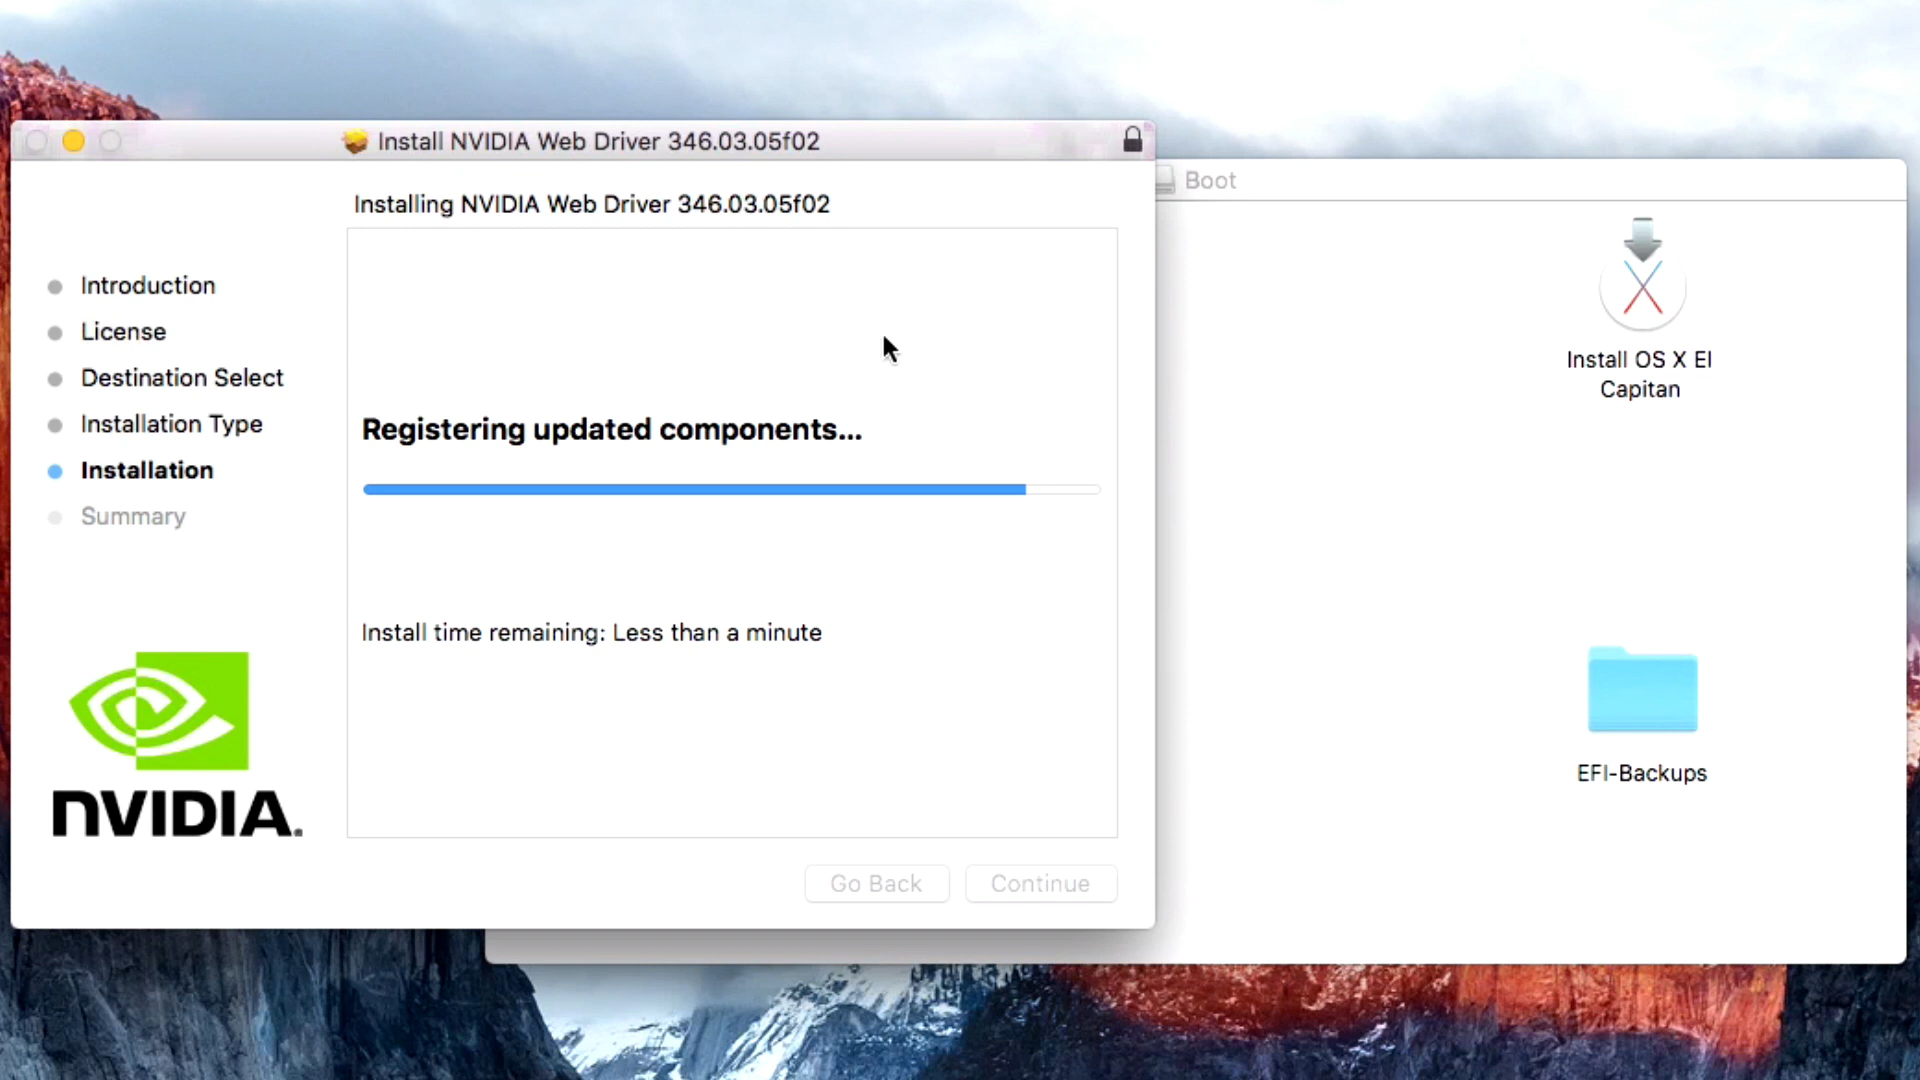 Install NVIDIA Web Driver 346.03.05f02
Boot
Installing NVIDIA Web Driver 346.03.05f02
Introduction
License
Destination Select
Installation Type
Installation
Summary
Registering updated components...
Install time remaining: Less than a minute
NVIDIA.
Go Back
Continue
Install OS X El
Capitan
EFI-Backups